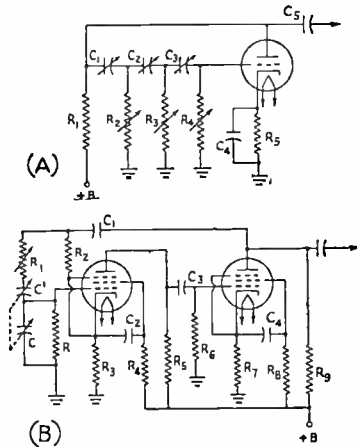 C5
C1 C2 C3
R1 R2 R3 R4 C4 R5
(A)
+B
C1
R1 R2
C' C3
C R C2 R6 C4
R3 R4 R5 R7 R8 R9
(B)
+B